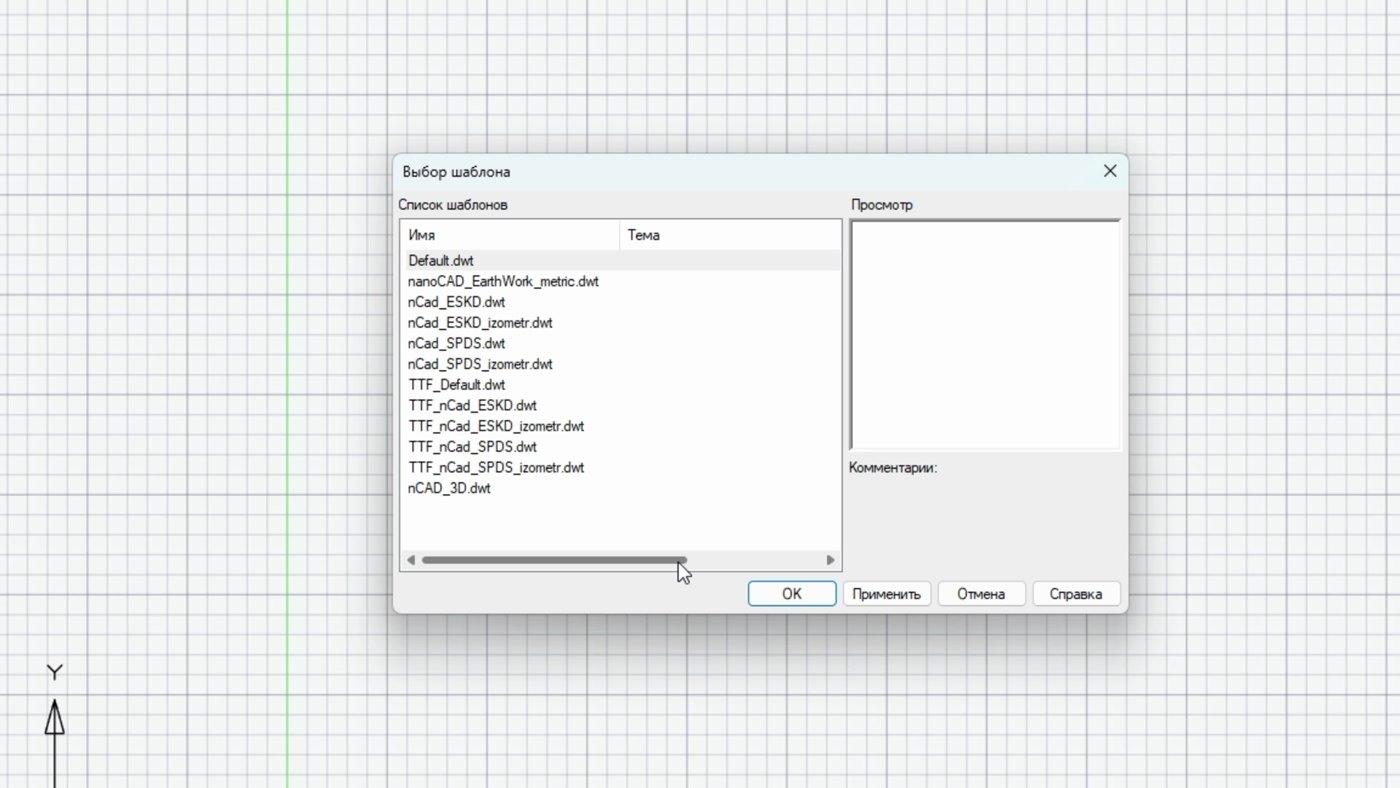 Выбор шаблона
Список шаблонов
Просмотр
Имя Тема
Default.dwt
nanoCAD_EarthWork_metric.dwt
nCad_ESKD.dwt
nCad_ESKD_izometr.dwt
nCad_SPDS.dwt
nCad_SPDS_izometr.dwt
TTF_Default.dwt
TTF_nCad_ESKD.dwt
TTF_nCad_ESKD_izometr.dwt
TTF_nCad_SPDS.dwt
TTF_nCad_SPDS_izometr.dwt
nCAD_3D.dwt
Комментарии:
OK Применить Отмена Справка
Y